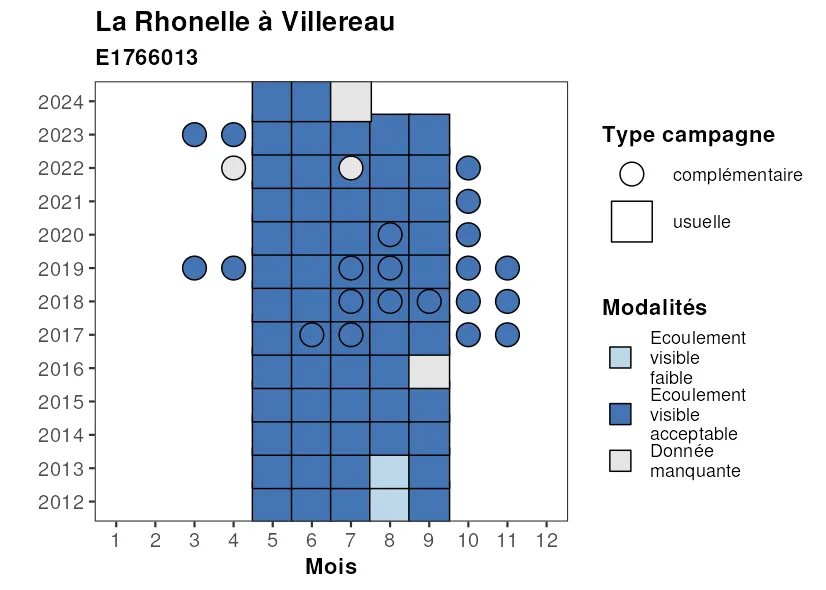 La Rhonelle à Villereau
E1766013
2024
2023
2022
2021
2020
2019
2018
2017
2016
2015
2014
2013
2012
1 2 3 4 5 6 7 8 9 10 11 12
Mois
Type campagne
complémentaire
usuelle
Modalités
Ecoulement
visible
faible
Ecoulement
visible
acceptable
Donnée
manquante